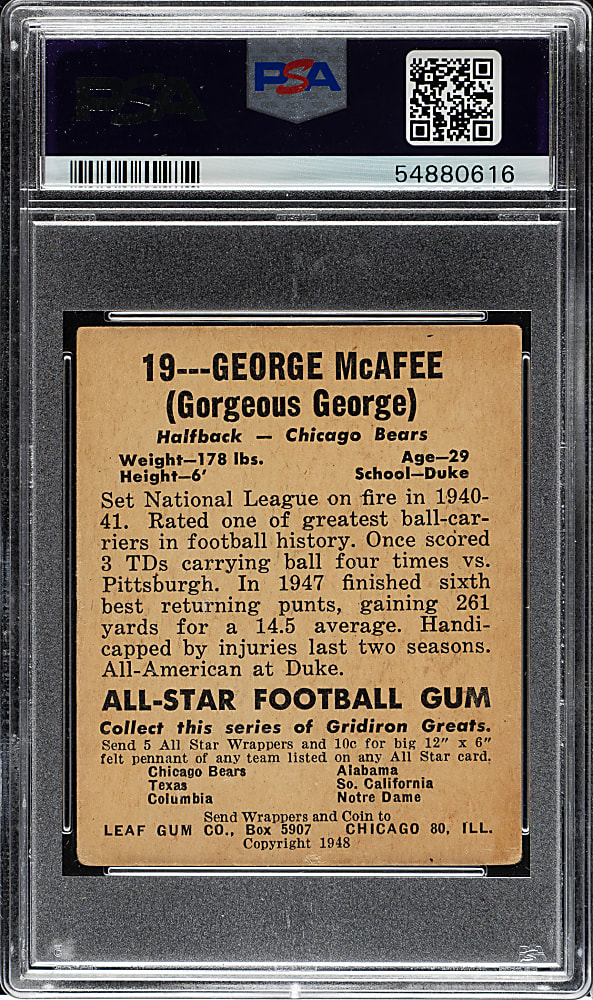 PSA
PSA
54880616
19---GEORGE McAFEE
(Gorgeous George)
Halfback — Chicago Bears
Weight—178 lbs. Age—29
Height—6' School—Duke
Set National League on fire in 1940-
41. Rated one of greatest ball-car-
riers in football history. Once scored
3 TDs carrying ball four times vs.
Pittsburgh. In 1947 finished sixth
best returning punts, gaining 261
yards for a 14.5 average. Handi-
capped by injuries last two seasons.
All-American at Duke.
ALL-STAR FOOTBALL GUM
Collect this series of Gridiron Greats.
Send 5 All Star Wrappers and 10c for big 12" x 6"
felt pennant of any team listed on any All Star card.
Chicago Bears Alabama
Texas So. California
Columbia Notre Dame
Send Wrappers and Coin to
LEAF GUM CO., Box 5907 CHICAGO 80, ILL.
Copyright 1948